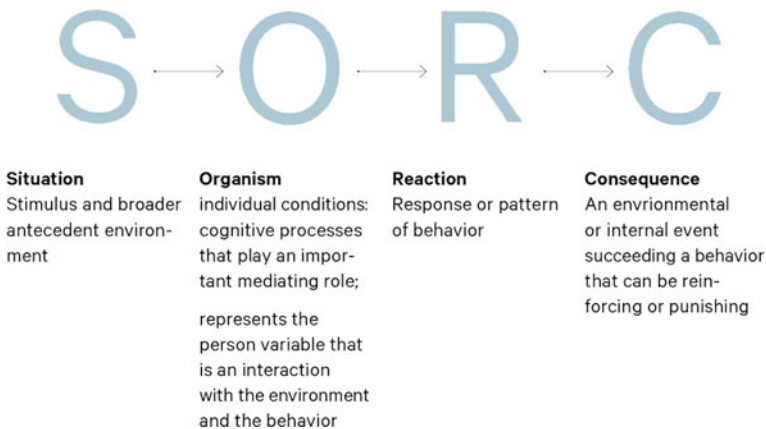 S O R C
Situation
Stimulus and broader
antecedent environ-
ment
Organism
individual conditions:
cognitive processes
that play an impor-
tant mediating role;
represents the
person variable that
is an interaction
with the environment
and the behavior
Reaction
Response or pattern
of behavior
Consequence
An envrionmental
or internal event
succeeding a behavior
that can be rein-
forcing or punishing